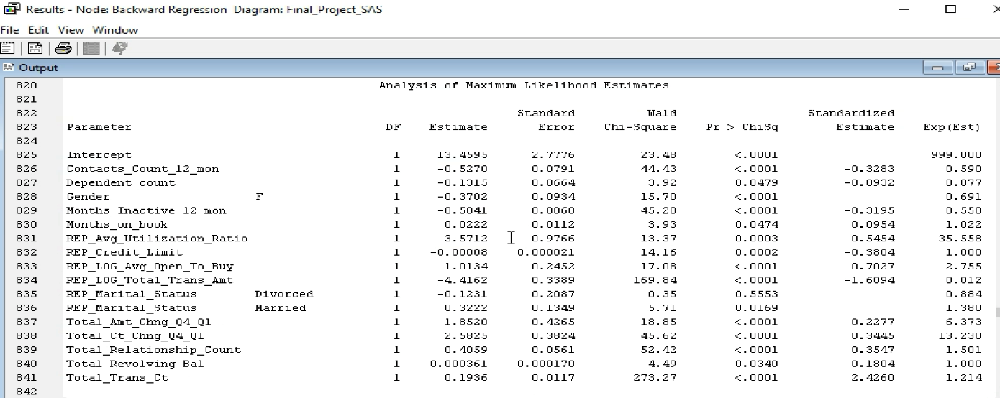 Results - Node: Backward Regression Diagram: Final_Project_SAS
File Edit View Window
Output
820 Analysis of Maximum Likelihood Estimates
821
822 Standard Wald Standardized
823 Parameter DF Estimate Error Chi-Square Pr > ChiSq Estimate Exp(Est)
824
825 Intercept 1 13.4595 2.7776 23.48 <.0001 999.000
826 Contacts_Count_12_mon 1 -0.5270 0.0791 44.43 <.0001 -0.3283 0.590
827 Dependent_count 1 -0.1315 0.0664 3.92 0.0479 -0.0932 0.877
828 Gender F 1 -0.3702 0.0934 15.70 <.0001 0.691
829 Months_Inactive_12_mon 1 -0.5841 0.0868 45.28 <.0001 -0.3195 0.558
830 Months_on_book 1 0.0222 0.0112 3.93 0.0474 0.0954 1.022
831 REP_Avg_Utilization_Ratio 1 3.5712 0.9766 13.37 0.0003 0.5454 35.558
832 REP_Credit_Limit 1 -0.00008 0.000021 14.16 0.0002 -0.3804 1.000
833 REP_LOG_Avg_Open_To_Buy 1 1.0134 0.2452 17.08 <.0001 0.7027 2.755
834 REP_LOG_Total_Trans_Amt 1 -4.4162 0.3389 169.84 <.0001 -1.6094 0.012
835 REP_Marital_Status Divorced 1 -0.1231 0.2087 0.35 0.5553 0.884
836 REP_Marital_Status Married 1 0.3222 0.1349 5.71 0.0169 1.380
837 Total_Amt_Chng_Q4_Q1 1 1.8520 0.4265 18.85 <.0001 0.2277 6.373
838 Total_Ct_Chng_Q4_Q1 1 2.5825 0.3824 45.62 <.0001 0.3445 13.230
839 Total_Relationship_Count 1 0.4059 0.0561 52.42 <.0001 0.3547 1.501
840 Total_Revolving_Bal 1 0.000361 0.000170 4.49 0.0340 0.1804 1.000
841 Total_Trans_Ct 1 0.1936 0.0117 273.27 <.0001 2.4260 1.214
842